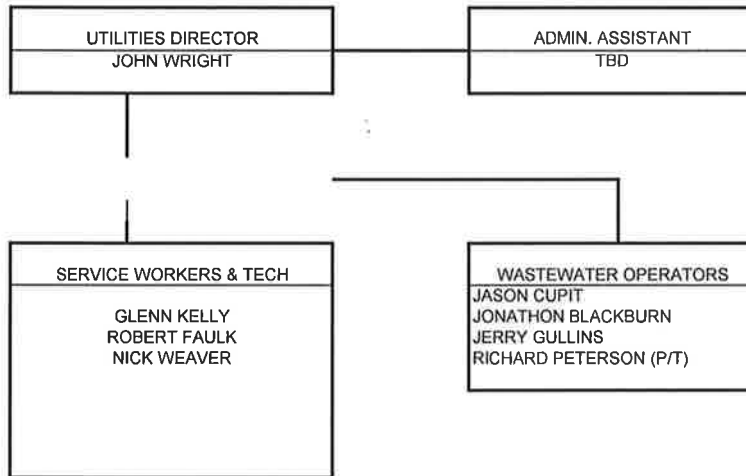 UTILITIES DIRECTOR
JOHN WRIGHT
ADMIN. ASSISTANT
TBD
SERVICE WORKERS & TECH
GLENN KELLY
ROBERT FAULK
NICK WEAVER
WASTEWATER OPERATORS
JASON CUPIT
JONATHON BLACKBURN
JERRY GULLINS
RICHARD PETERSON (P/T)